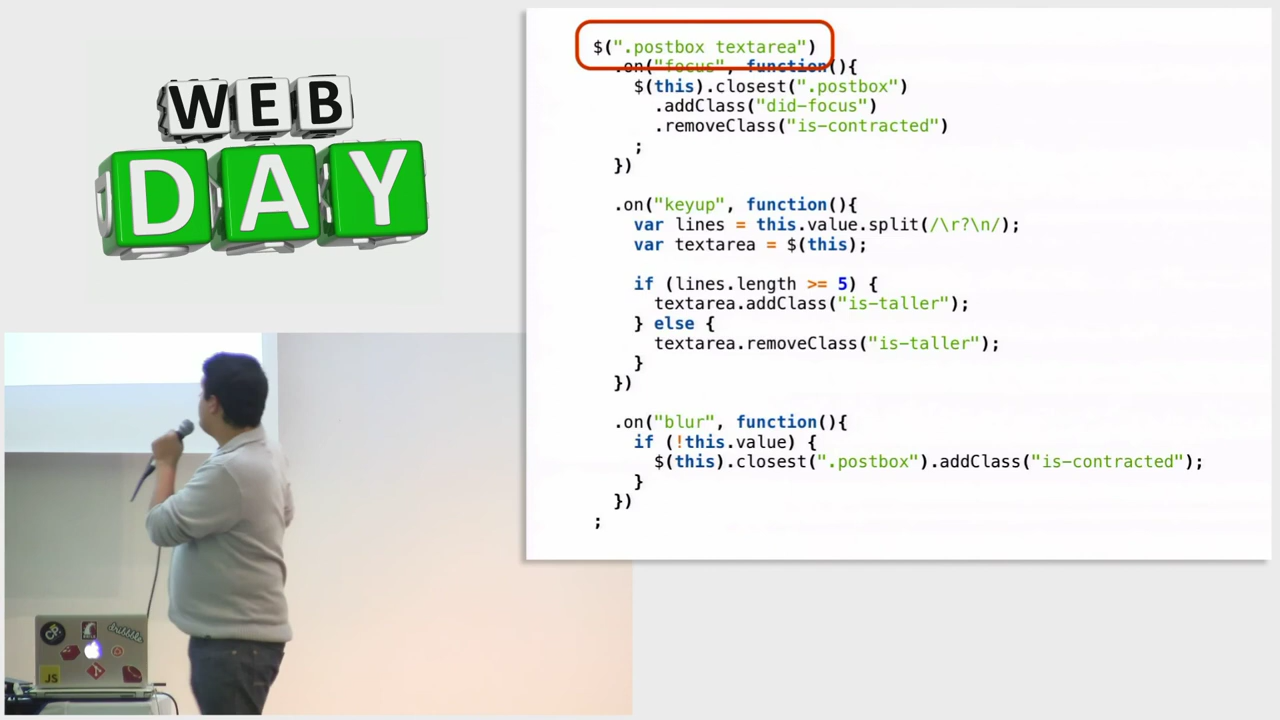 WEB
DAY
$(".postbox textarea")
.on("focus", function(){
$(this).closest(".postbox")
.addClass("did-focus")
.removeClass("is-contracted")
;
})
.on("keyup", function(){
var lines = this.value.split(/\r?\n/);
var textarea = $(this);
if (lines.length >= 5) {
textarea.addClass("is-taller");
} else {
textarea.removeClass("is-taller");
}
})
.on("blur", function(){
if (!this.value) {
$(this).closest(".postbox").addClass("is-contracted");
}
})
;
dribbble
JS